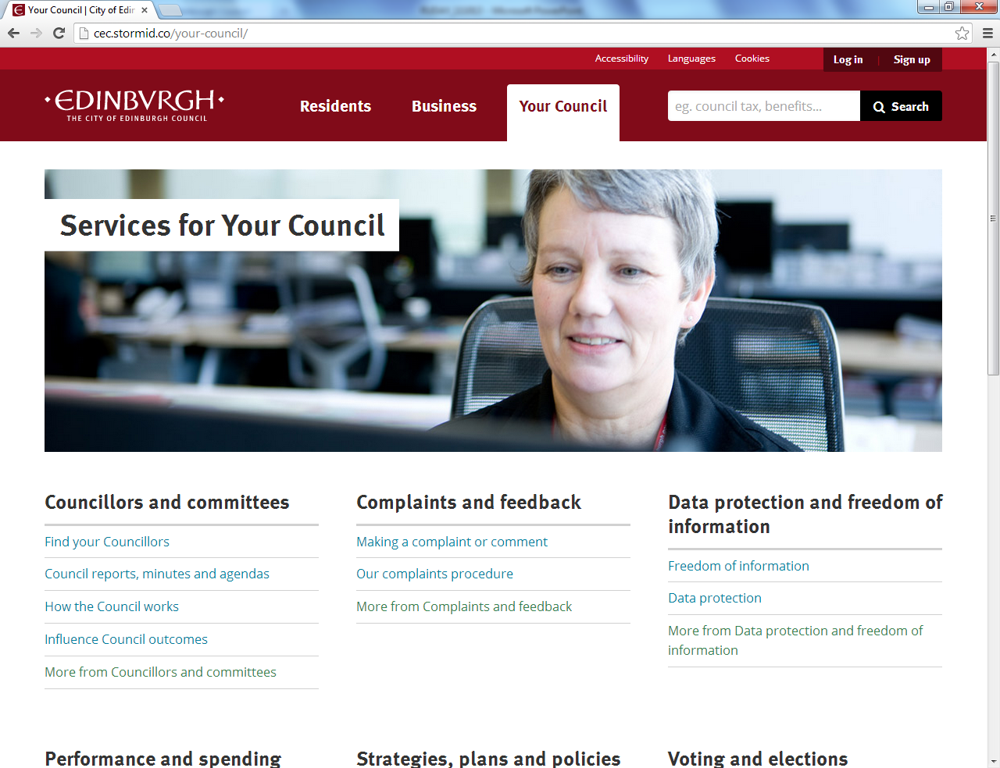 Your Council | City of Edir
cec.stormid.co/your-council/
Accessibility Languages Cookies Log in | Sign up
EDINBVRGH
THE CITY OF EDINBURGH COUNCIL
Residents Business Your Council
eg. council tax, benefits... Search
Services for Your Council
Councillors and committees
Find your Councillors
Council reports, minutes and agendas
How the Council works
Influence Council outcomes
More from Councillors and committees
Complaints and feedback
Making a complaint or comment
Our complaints procedure
More from Complaints and feedback
Data protection and freedom of
information
Freedom of information
Data protection
More from Data protection and freedom of
information
Performance and spending
Strategies, plans and policies
Voting and elections